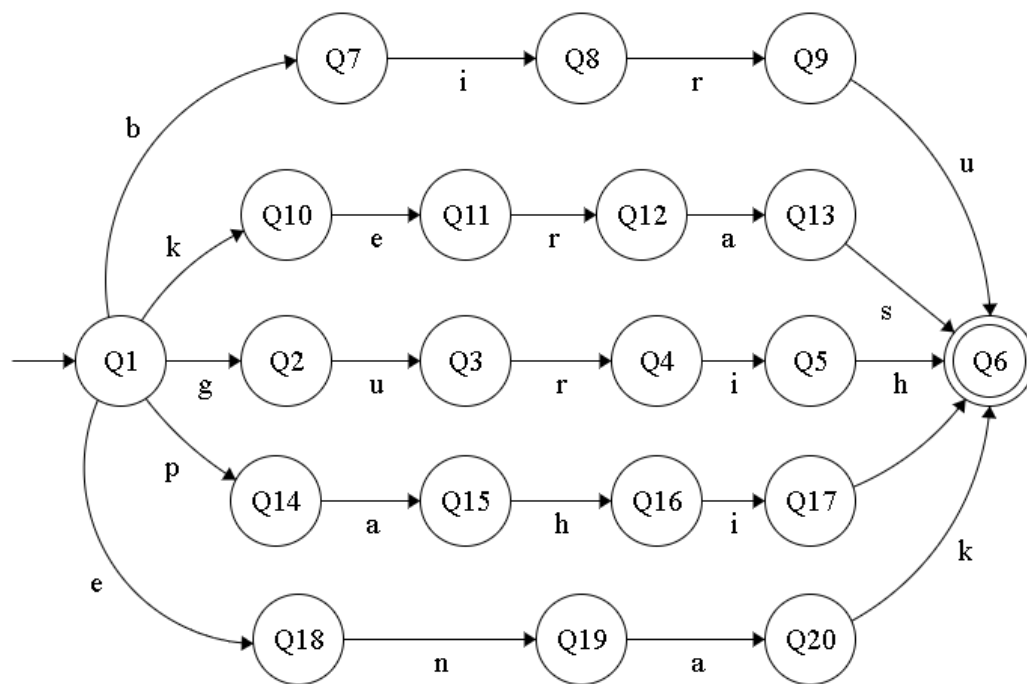 Q7 i Q8 r Q9
b u
Q10 e Q11 r Q12 a Q13
k s
Q1 g Q2 u Q3 r Q4 i Q5 h Q6
p
Q14 a Q15 h Q16 i Q17
e k
Q18 n Q19 a Q20